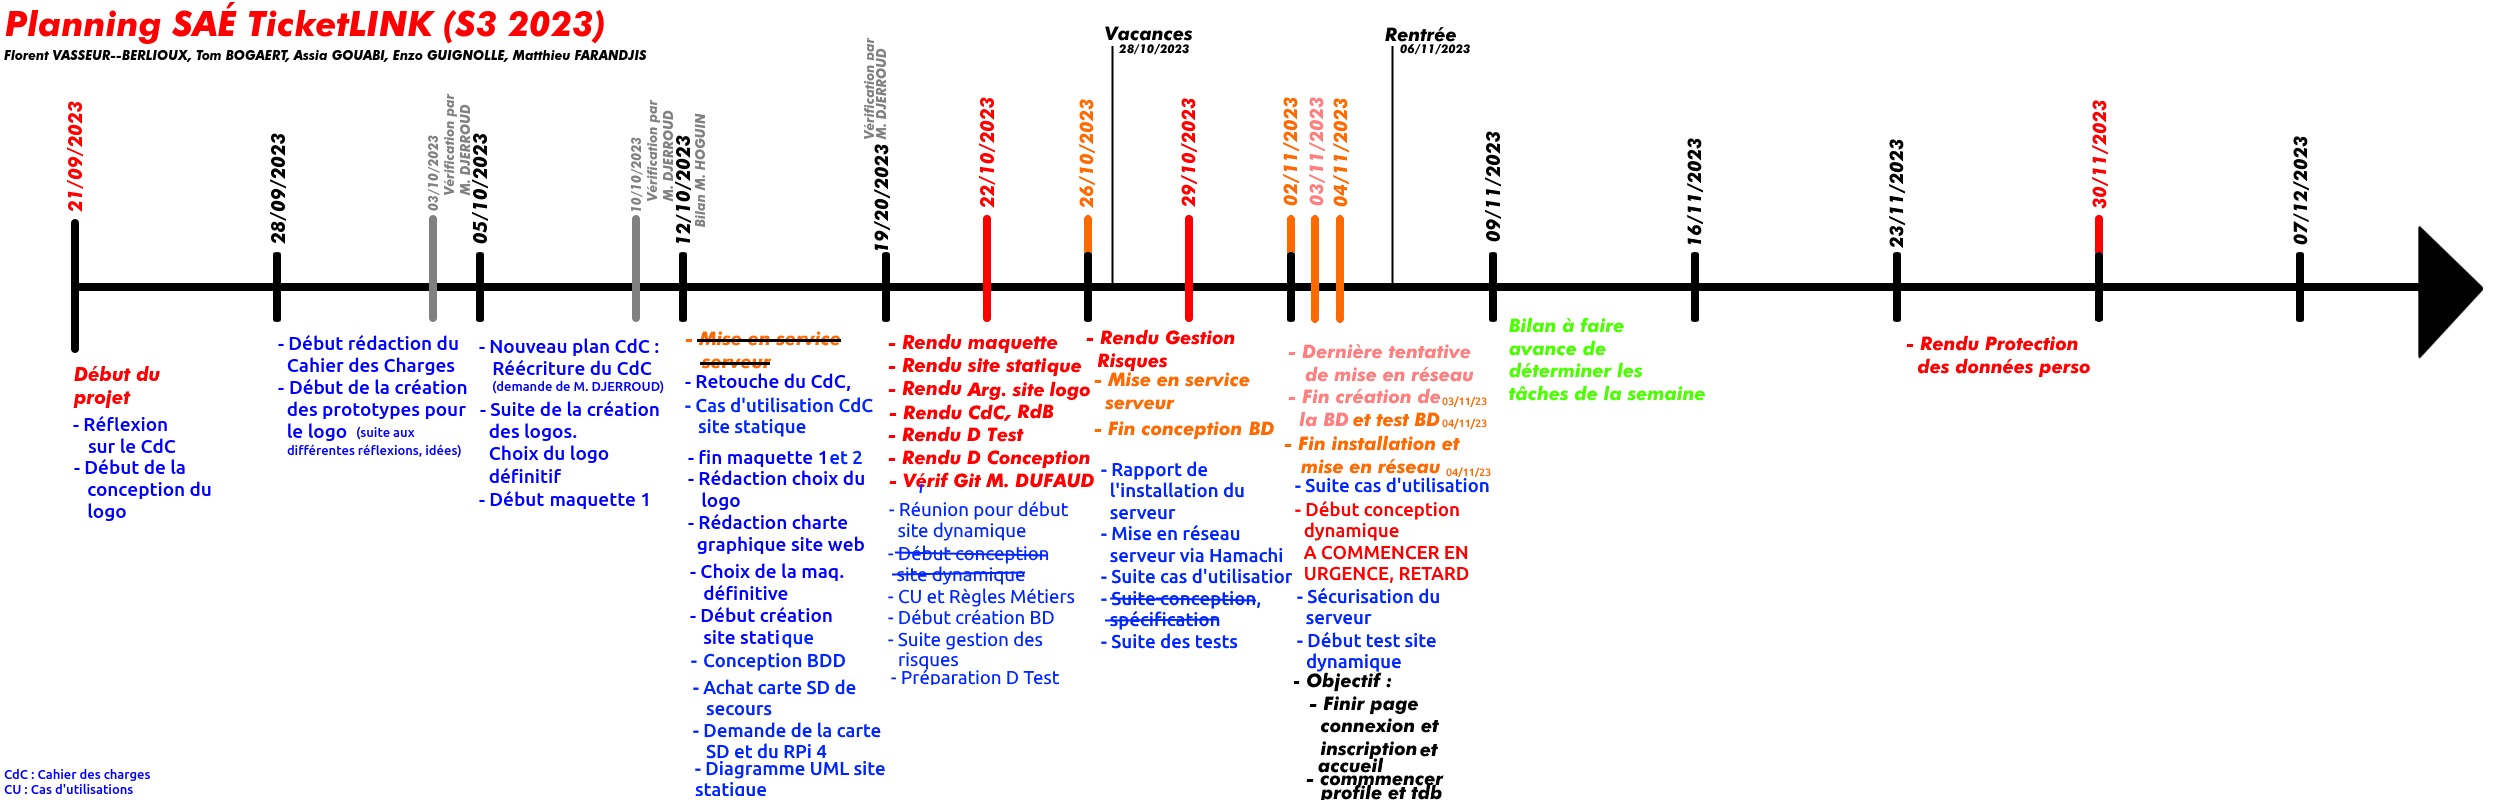 Planning SAÉ TicketLINK (S3 2023)
Florent VASSEUR--BERLIOUX, Tom BOGAERT, Assia GOUABI, Enzo GUIGNOLLE, Matthieu FARANDJIS
Vacances
28/10/2023
Rentrée
06/11/2023
21/09/2023
28/09/2023
03/10/2023
Vérification par
M. DJERROUD
05/10/2023
10/10/2023
Vérification par
M. DJERROUD
12/10/2023
Bilan M. HOGUIN
Vérification par
M. DJERROUD
19/20/2023
22/10/2023
26/10/2023
29/10/2023
02/11/2023
03/11/2023
04/11/2023
09/11/2023
16/11/2023
23/11/2023
30/11/2023
07/12/2023
Début du
projet
- Réflexion
sur le CdC
- Début de la
conception du
logo
- Début rédaction du
Cahier des Charges
- Début de la création
des prototypes pour
le logo (suite aux
différentes réflexions, idées)
- Nouveau plan CdC :
Réécriture du CdC
(demande de M. DJERROUD)
- Suite de la création
des logos.
Choix du logo
définitif
- Début maquette 1
- Mise en service
serveur
- Retouche du CdC,
- Cas d'utilisation CdC
site statique
- fin maquette 1 et 2
- Rédaction choix du
logo
- Rédaction charte
graphique site web
- Choix de la maq.
définitive
- Début création
site statique
- Conception BDD
- Achat carte SD de
secours
- Demande de la carte
SD et du RPi 4
- Diagramme UML site
statique
- Rendu maquette
- Rendu site statique
- Rendu Arg. site logo
- Rendu CdC, RdB
- Rendu D Test
- Rendu D Conception
- Vérif Git M. DUFAUD
- Réunion pour début
site dynamique
- Début conception
site dynamique
- CU et Règles Métiers
- Début création BD
- Suite gestion des
risques
- Préparation D Test
- Rendu Gestion
Risques
- Mise en service
serveur
- Fin conception BD
- Rapport de
l'installation du
serveur
- Mise en réseau
serveur via Hamachi
- Suite cas d'utilisation
- Suite conception,
spécification
- Suite des tests
- Dernière tentative
de mise en réseau
- Fin création de 03/11/23
la BD et test BD 04/11/23
- Fin installation et
mise en réseau 04/11/23
- Suite cas d'utilisation
- Début conception
dynamique
A COMMENCER EN
URGENCE, RETARD
- Sécurisation du
serveur
- Début test site
dynamique
- Objectif :
- Finir page
connexion et
inscription et
accueil
- commmencer
profile et tdb
Bilan à faire
avance de
déterminer les
tâches de la semaine
- Rendu Protection
des données perso
CdC : Cahier des charges
CU : Cas d'utilisations